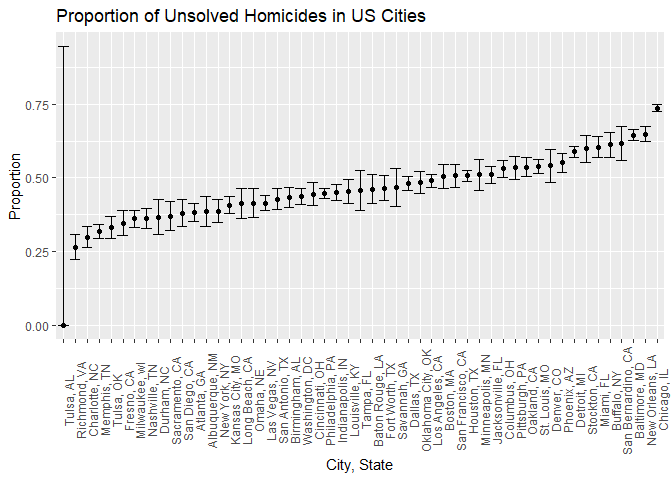 Proportion of Unsolved Homicides in US Cities
Proportion
0.75
0.50
0.25
0.00
Tulsa, AL
Richmond, VA
Charlotte, NC
Memphis, TN
Tulsa, OK
Fresno, CA
Milwaukee, wI
Nashville, TN
Durham, NC
Sacramento, CA
San Diego, CA
Atlanta, GA
Albuquerque, NM
New York, NY
Kansas City, MO
Long Beach, CA
Omaha, NE
Las Vegas, NV
San Antonio, TX
Birmingham, AL
Washington, DC
Cincinnati, OH
Philadelphia, PA
Indianapolis, IN
Louisville, KY
Tampa, FL
Baton Rouge, LA
Fort Worth, TX
Savannah, GA
Dallas, TX
Oklahoma City, OK
Los Angeles, CA
Boston, MA
San Francisco, CA
Houston, TX
Minneapolis, MN
Jacksonville, FL
Columbus, OH
Pittsburgh, PA
Oakland, CA
St. Louis, MO
Denver, CO
Phoenix, AZ
Detroit, MI
Stockton, CA
Miami, FL
Buffalo, NY
San Bernardino, CA
Baltimore, MD
New Orleans, LA
Chicago, IL
City, State